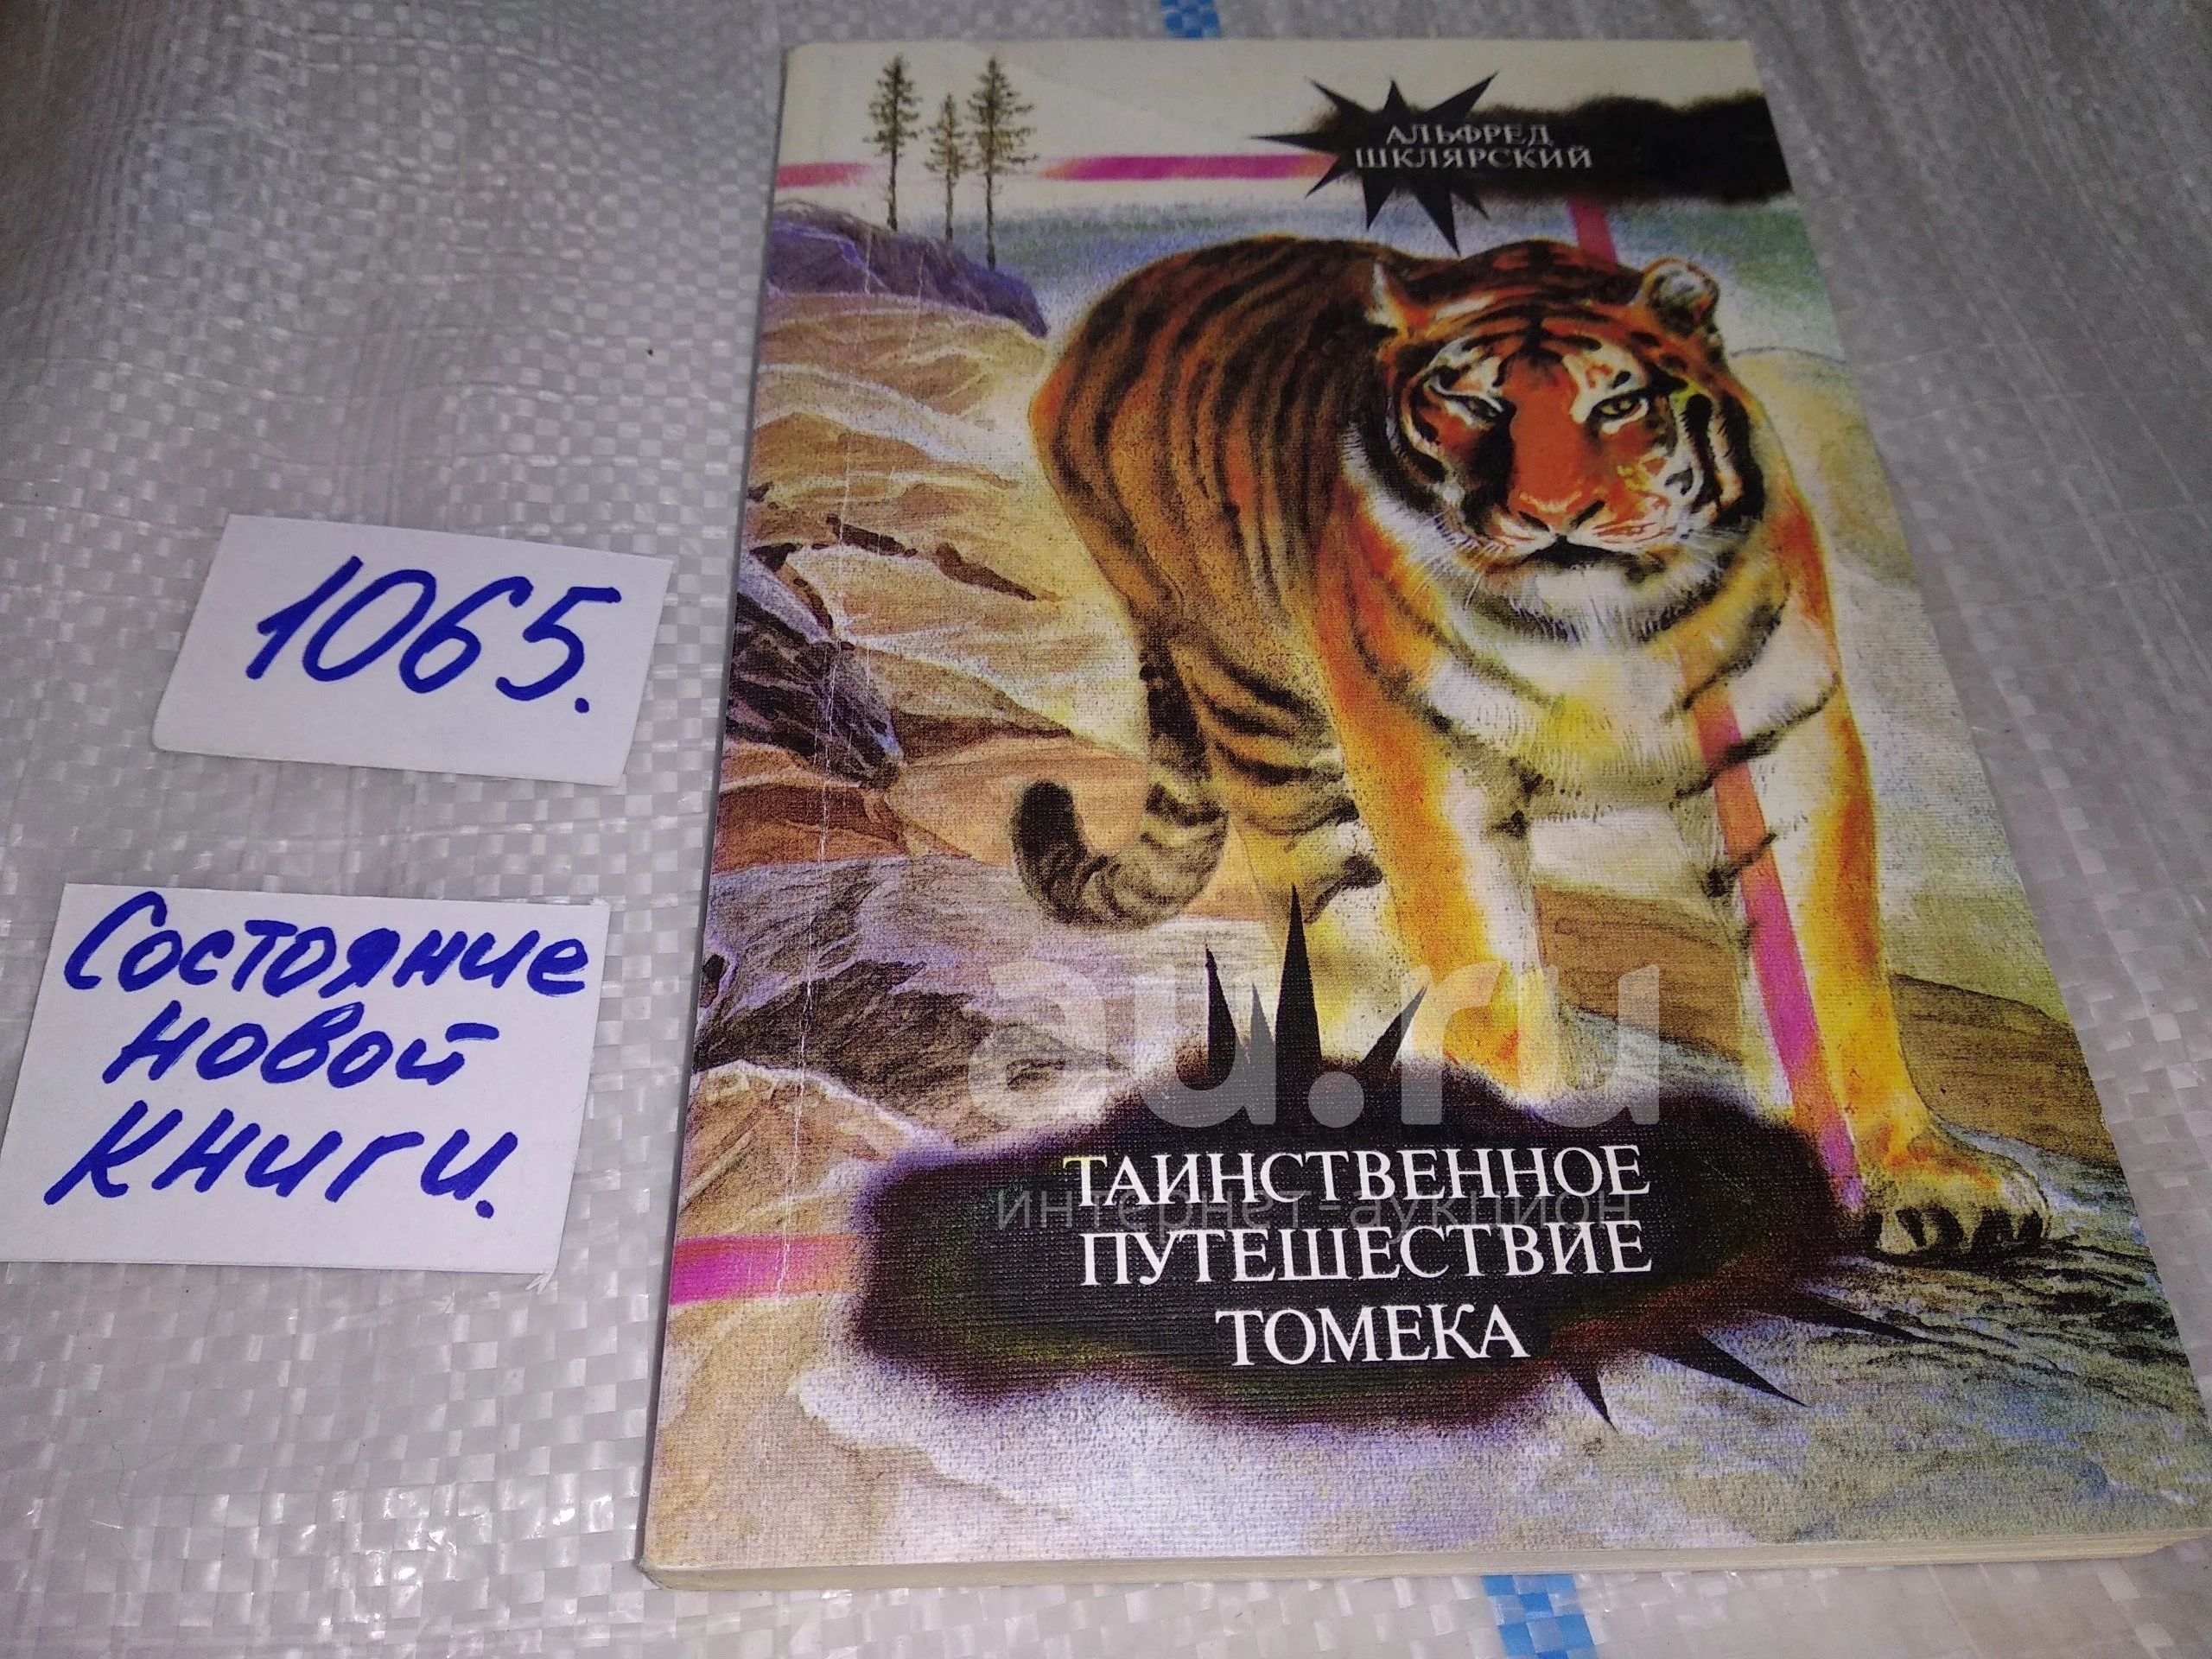 АЛЬФРЕД
ШКЛЯРСКИЙ
1065.
Состояние
новой
книги.
au.ru
интернет-аукцион
ТАИНСТВЕННОЕ
ПУТЕШЕСТВИЕ
ТОМЕКА